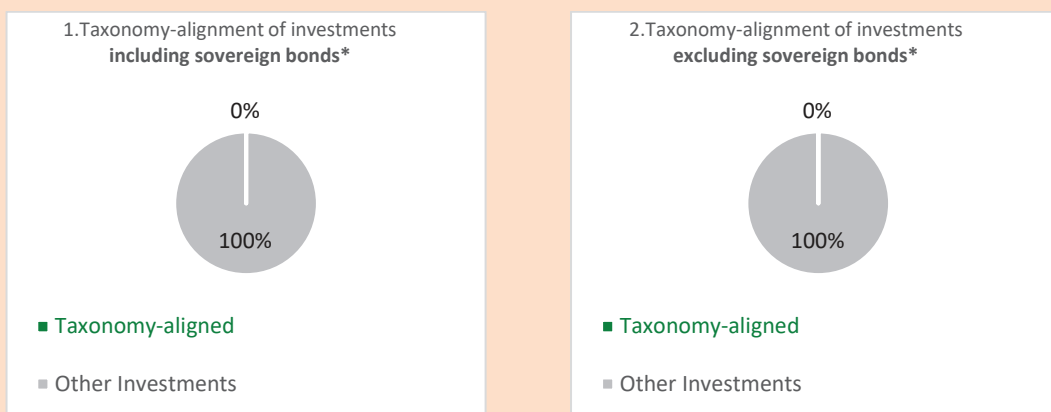 1.Taxonomy-alignment of investments
including sovereign bonds*
0%
100%
Taxonomy-aligned
Other Investments
2.Taxonomy-alignment of investments
excluding sovereign bonds*
0%
100%
Taxonomy-aligned
Other Investments